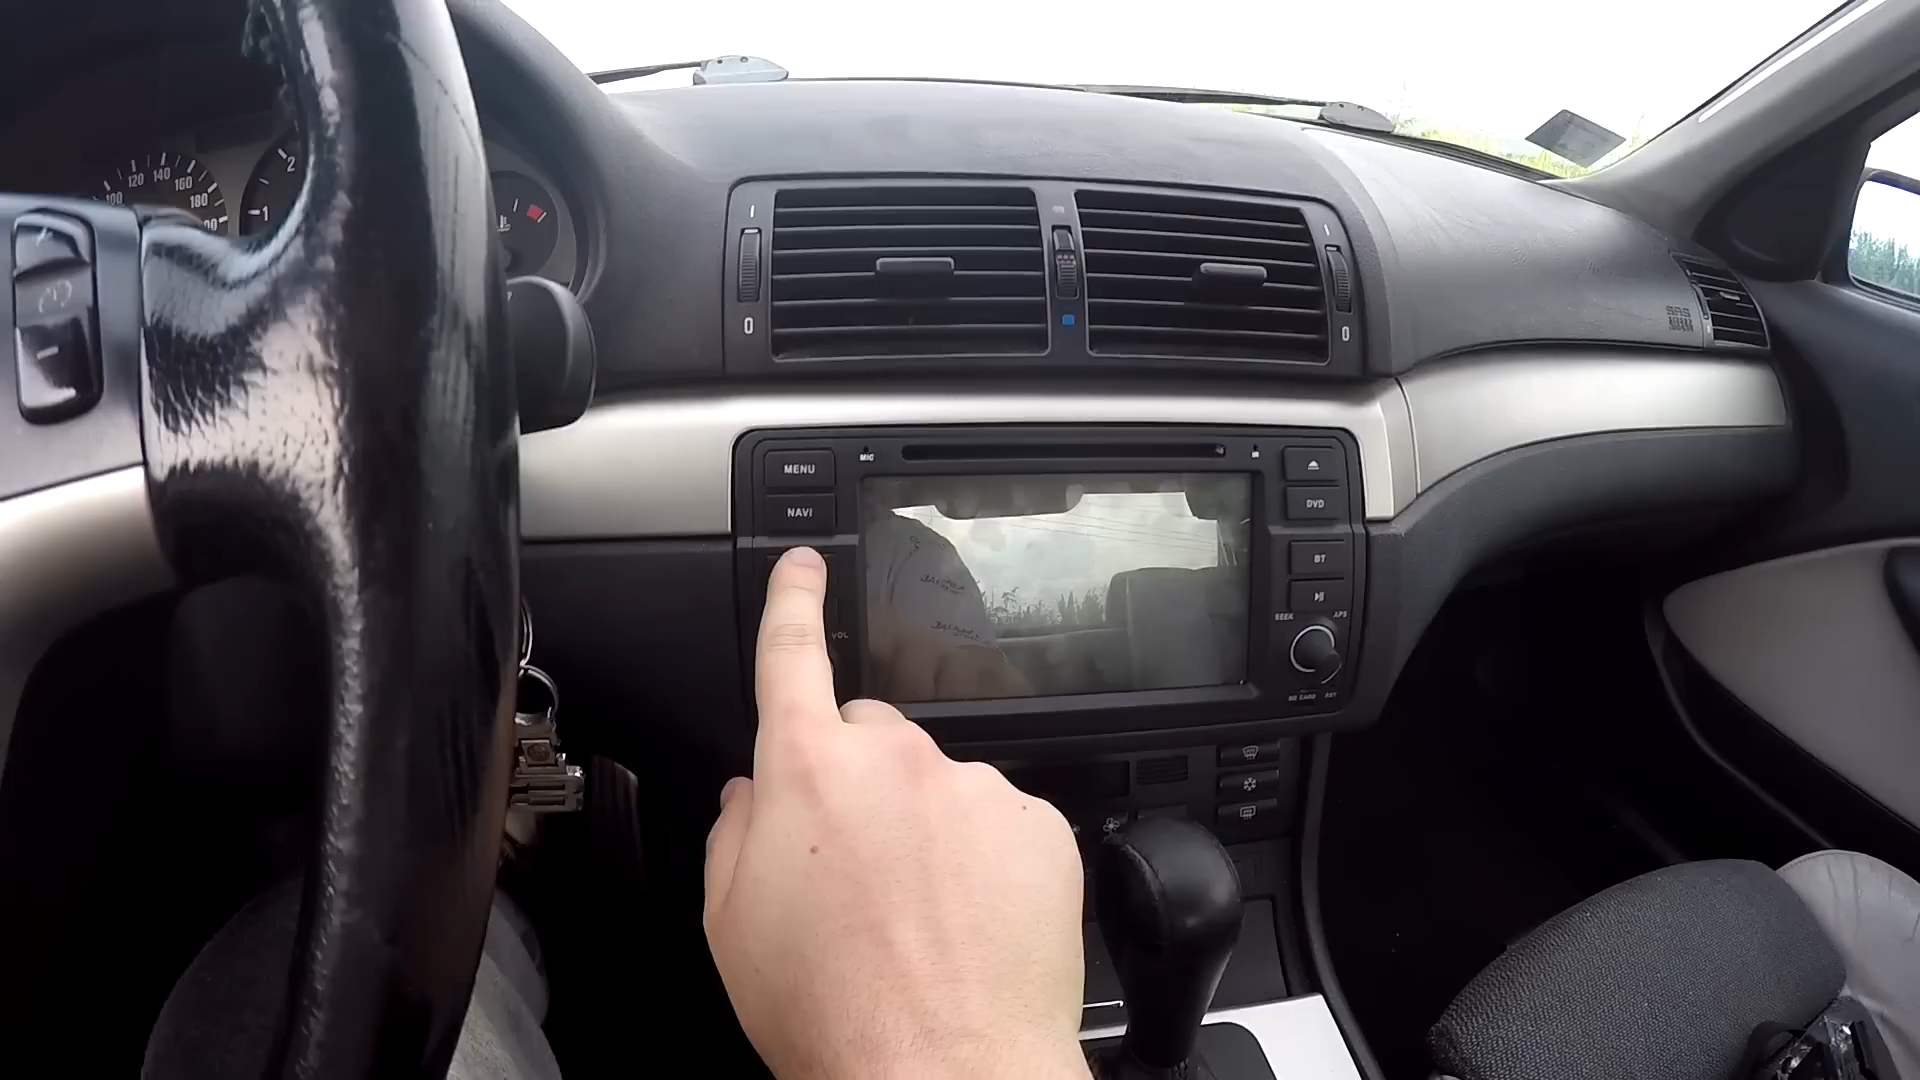 100 120 140 160 180
1 2
I
I
0
0
SRS
MENU
MIC
NAVI
DVD
BT
VOL
SEEK
APS
SD CARD
RST